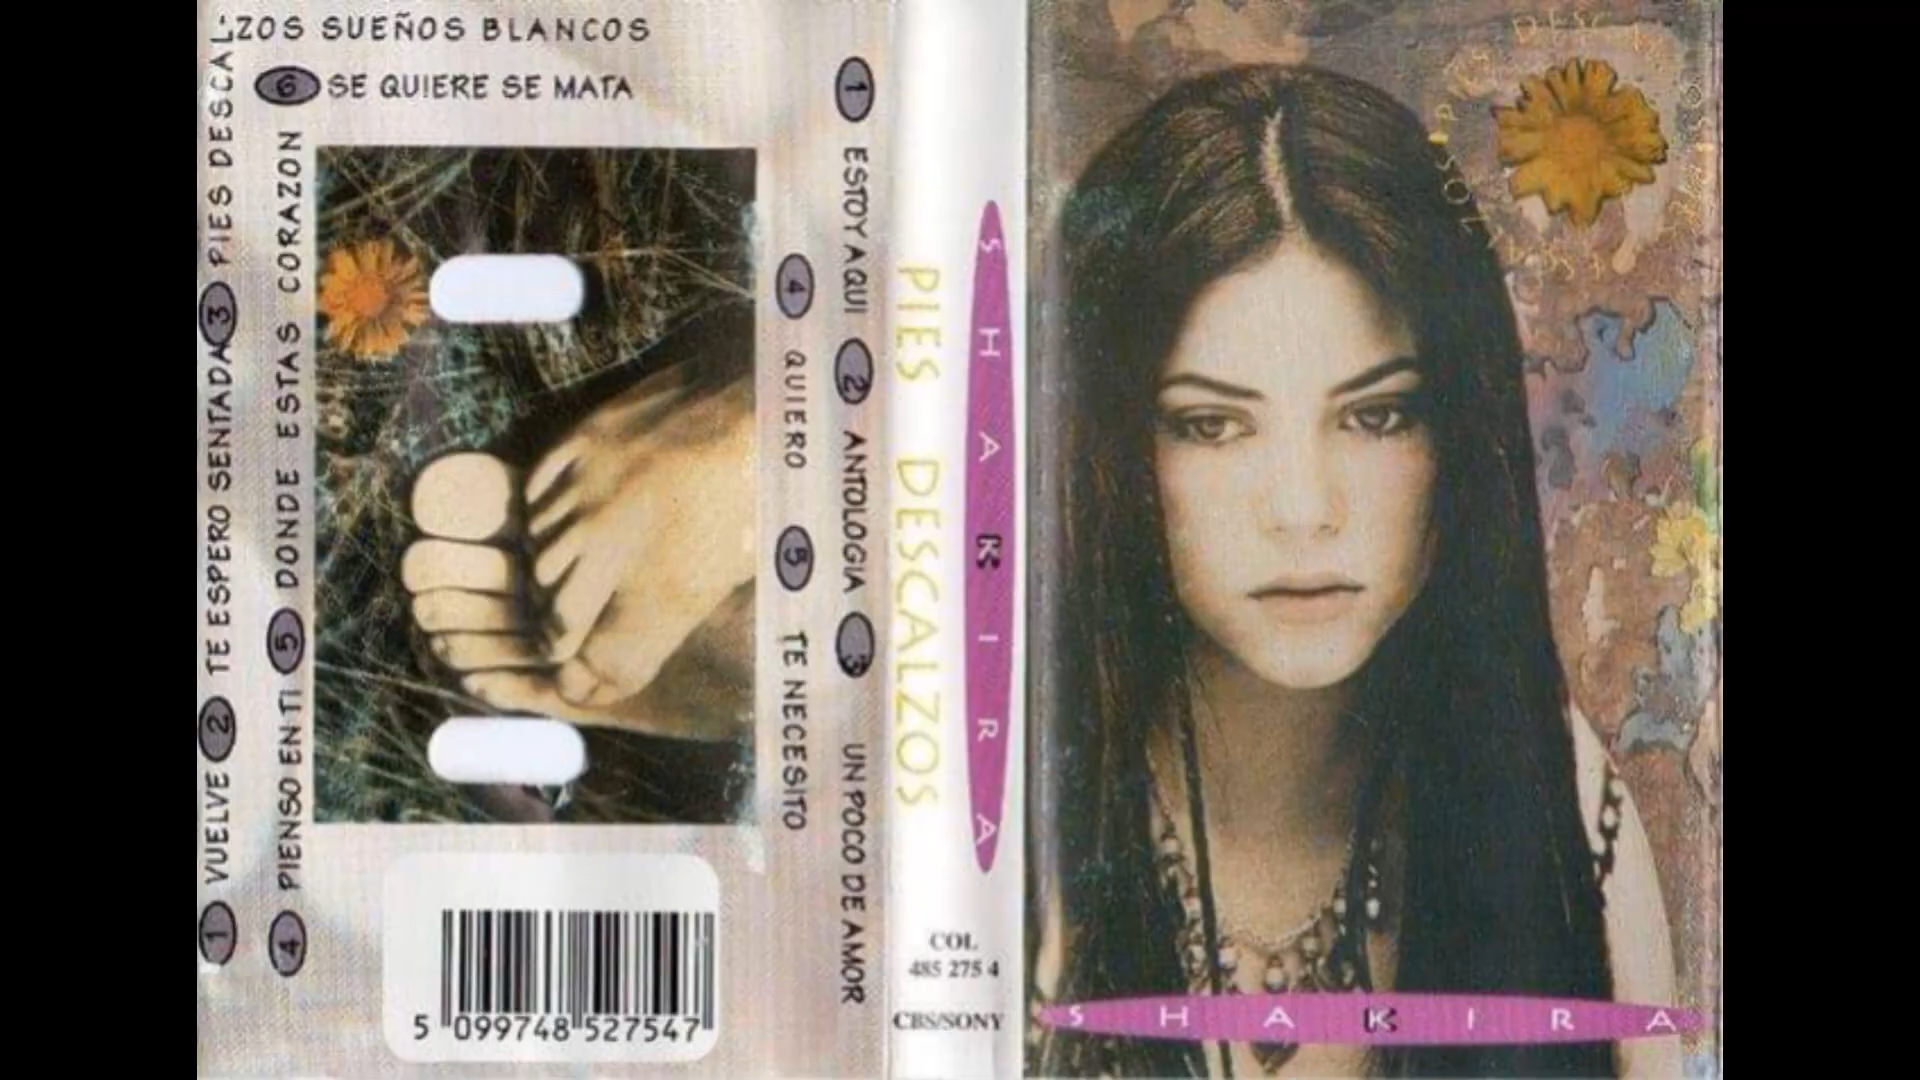 1 ESTOY AQUI 2 ANTOLOGIA 3 UN POCO DE AMOR
4 QUIERO 5 TE NECESITO
1 VUELVE 2 TE ESPERO SENTADA 3 PIES DESCALZOS SUEÑOS BLANCOS
4 PIENSO EN TI 5 DONDE ESTAS CORAZON
6 SE QUIERE SE MATA
5 099748 527547
PIES DESCALZOS
SHAKIRA
COL
485 275 4
CBS/SONY
SHAKIRA